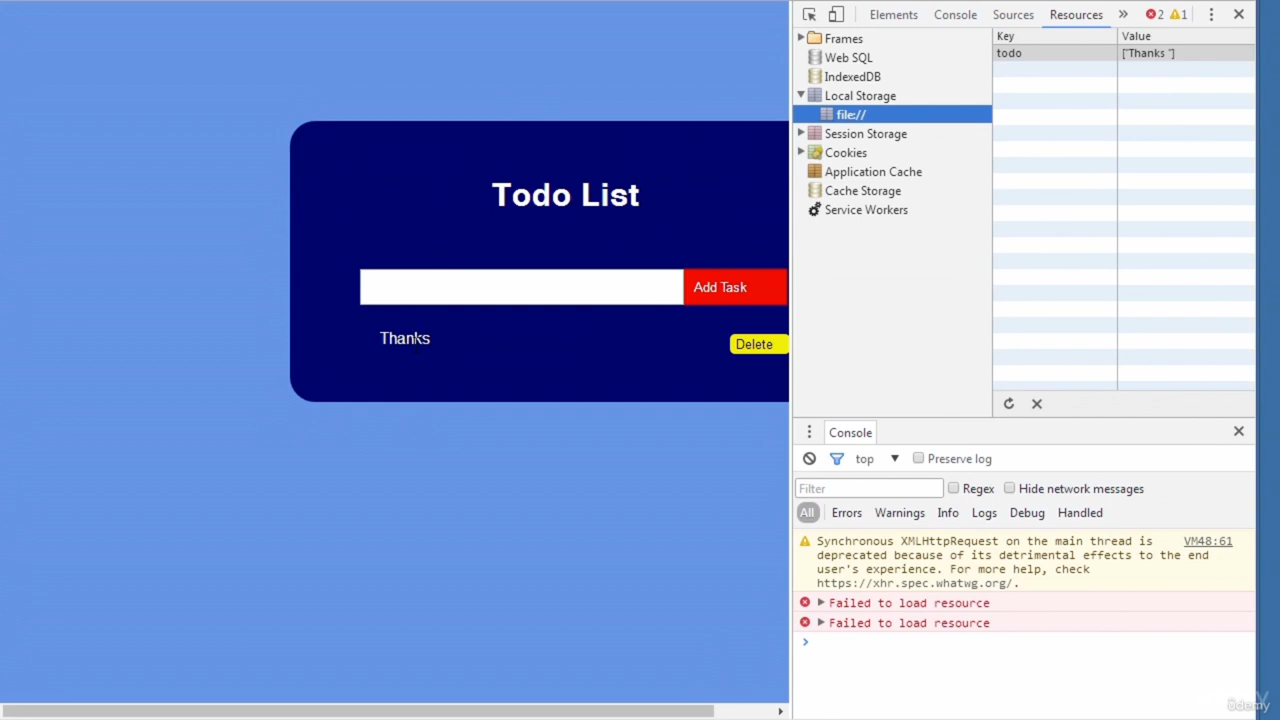 Elements Console Sources Resources » 2 1
Frames
Web SQL
IndexedDB
Local Storage
file://
Session Storage
Cookies
Application Cache
Cache Storage
Service Workers
Key Value
todo ["Thanks "]
Todo List
Add Task
Thanks
Delete
Console
top Preserve log
Filter Regex Hide network messages
All Errors Warnings Info Logs Debug Handled
Synchronous XMLHttpRequest on the main thread is VM48:61
deprecated because of its detrimental effects to the end
user's experience. For more help, check
https://xhr.spec.whatwg.org/.
Failed to load resource
Failed to load resource
ûdemy